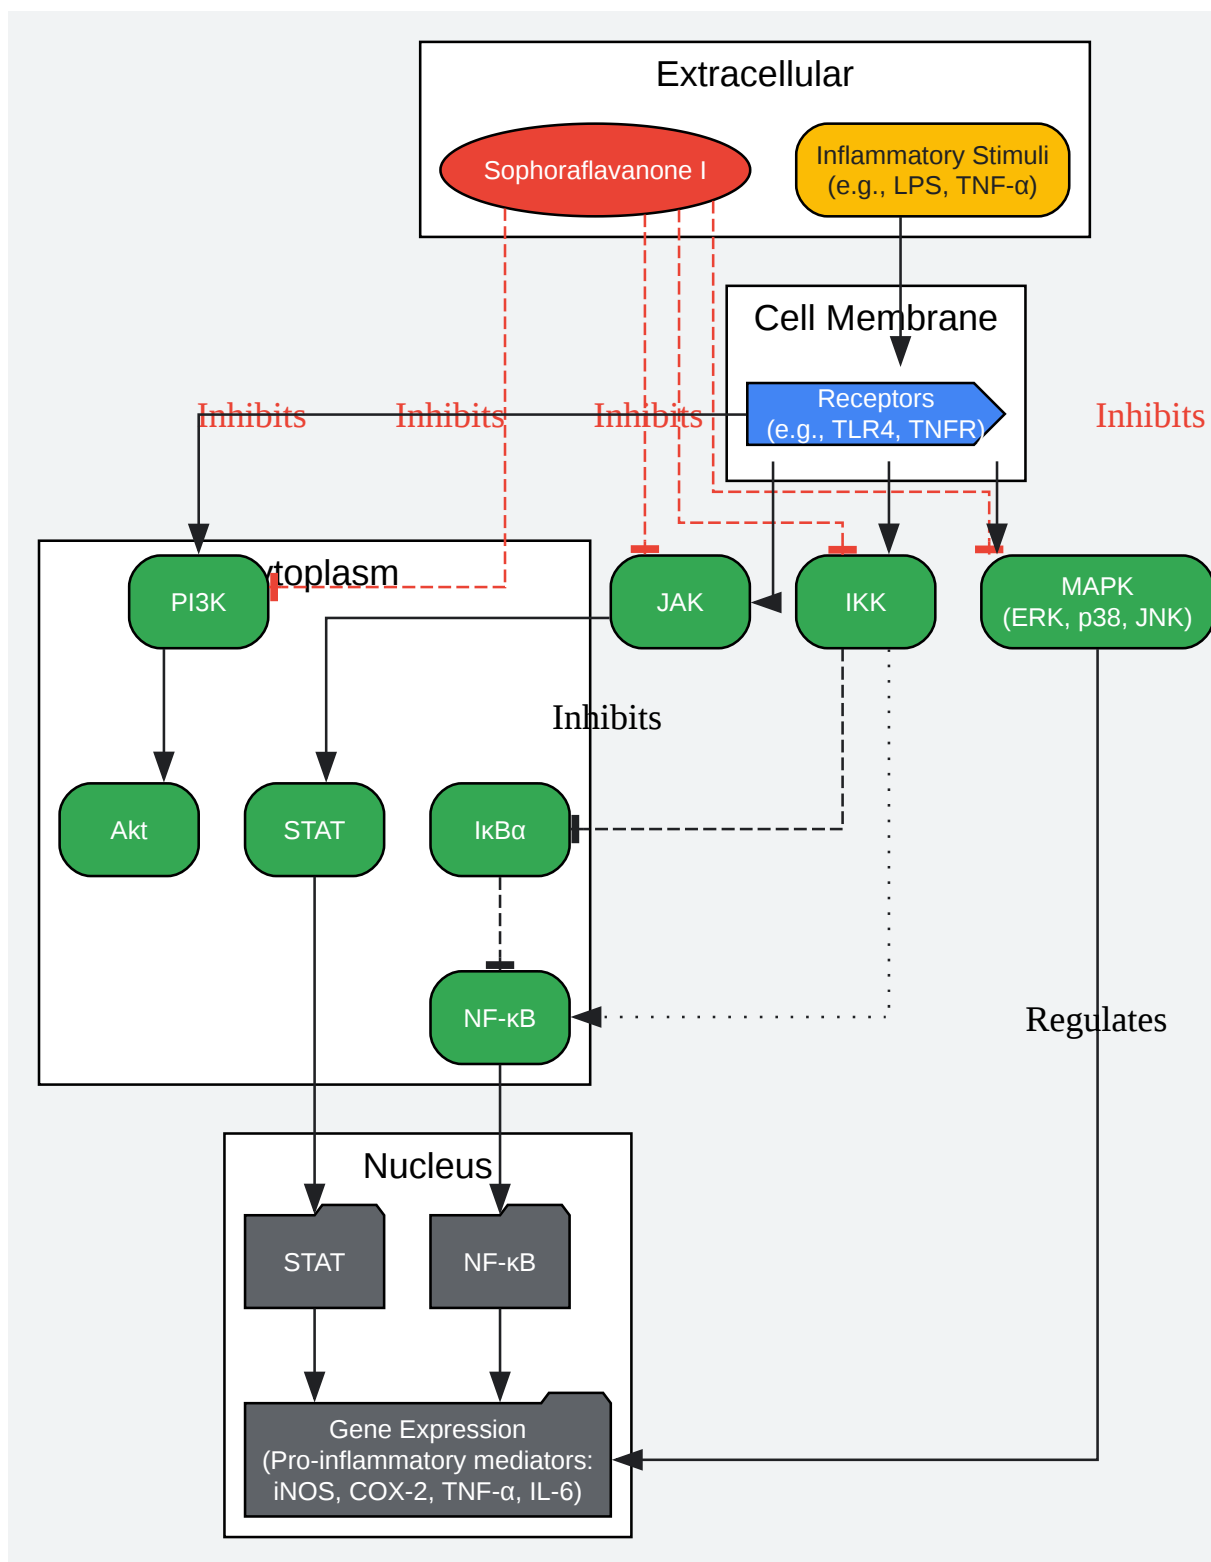 Extracellular
Sophoraflavanone I
Inflammatory Stimuli
(e.g., LPS, TNF-α)
Cell Membrane
Receptors
(e.g., TLR4, TNFR)
Inhibits
Inhibits
Inhibits
Inhibits
ytoplasm
PI3K
JAK
IKK
MAPK
(ERK, p38, JNK)
Inhibits
Akt
STAT
IκBα
NF-κB
Regulates
Nucleus
STAT
NF-κB
Gene Expression
(Pro-inflammatory mediators:
iNOS, COX-2, TNF-α, IL-6)